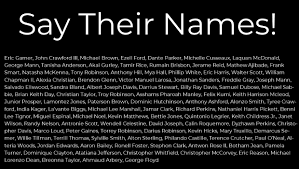 Say Their Names!
Eric Garner, John Crawford III, Michael Brown, Ezell Ford, Dante Parker, Michelle Cusseaux, Laquan McDonald,
George Mann, Tanisha Anderson, Akai Gurley, Tamir Rice, Rumain Brisbon, Jerame Reid, Matthew Ajibade, Frank
Smart, Natasha McKenna, Tony Robinson, Anthony Hill, Mya Hall, Phillip White, Eric Harris, Walter Scott, William
Chapman II, Alexia Christian, Brendon Glenn, Victor Manuel Larosa, Jonathan Sanders, Freddie Gray, Joseph Mann,
Salvado Ellswood, Sandra Bland, Albert Joseph Davis, Darrius Stewart, Billy Ray Davis, Samuel Dubose, Michael Sab-
bie, Brian Keith Day, Christian Taylor, Troy Robinson, Asshams Pharoah Manley, Felix Kumi, Keith Harrison Mcleod,
Junior Prosper, Lamontez Jones, Paterson Brown, Dominic Hutchinson, Anthony Ashford, Alonzo Smith, Tyree Craw-
ford, India Kager, La'vante Biggs, Michael Lee Marshall, Jamar Clark, Richard Perkins, Nathaniel Harris Pickett, Benni
Lee Tignor, Miguel Espinal, Michael Noel, Kevin Matthews, Bettie Jones, Quintonio Legrier, Keith Childress Jr., Janet
Wilson, Randy Nelson, Antronie Scott, Wendell Celestine, David Joseph, Calin Roquemore, Dyzhawn Perkins, Christo-
pher Davis, Marco Loud, Peter Gaines, Torrey Robinson, Darius Robinson, Kevin Hicks, Mary Truxillo, Demarcus Se-
mer, Willie Tillman, Terrill Thomas, Sylville Smith, Alton Sterling, Philando Castile, Terence Crutcher, Paul O'Neal, Al-
teria Woods, Jordan Edwards, Aaron Bailey, Ronell Foster, Stephon Clark, Antwon Rose II, Botham Jean, Pamela
Turner, Dominique Clayton, Atatiana Jefferson, Christopher Whitfield, Christopher McCorvey, Eric Reason, Michael
Lorenzo Dean, Breonna Taylor, Ahmaud Arbery, George Floyd